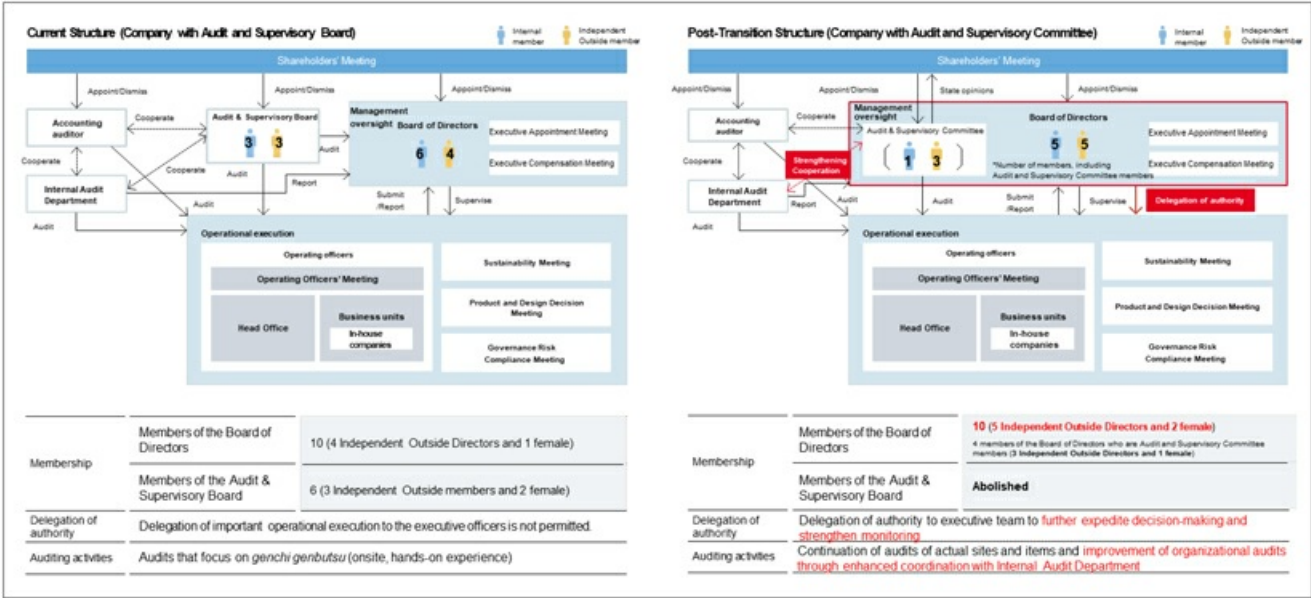 Current Structure (Company with Audit and Supervisory Board)
Internal member
Independent Outside member
Shareholders' Meeting
Appoint/Dismiss
Appoint/Dismiss
Appoint/Dismiss
Accounting auditor
Cooperate
Audit & Supervisory Board
3 3
Management oversight
Board of Directors
6 4
Executive Appointment Meeting
Executive Compensation Meeting
Audit
Cooperate
Cooperate
Audit
Report
Internal Audit Department
Audit
Audit
Submit /Report
Supervise
Operational execution
Operating officers
Operating Officers' Meeting
Head Office
Business units
In-house companies
Sustainability Meeting
Product and Design Decision Meeting
Governance Risk Compliance Meeting
Membership
Members of the Board of Directors
10 (4 Independent Outside Directors and 1 female)
Members of the Audit & Supervisory Board
6 (3 Independent Outside members and 2 female)
Delegation of authority
Delegation of important operational execution to the executive officers is not permitted.
Auditing activities
Audits that focus on genchi genbutsu (onsite, hands-on experience)
Post-Transition Structure (Company with Audit and Supervisory Committee)
Internal member
Independent Outside member
Shareholders' Meeting
Appoint/Dismiss
Appoint/Dismiss
State opinions
Appoint/Dismiss
Accounting auditor
Cooperate
Management oversight
Audit & Supervisory Committee
( 1 3 )
Board of Directors
5 5
*Number of members, including
Audit and Supervisory Committee members
Executive Appointment Meeting
Executive Compensation Meeting
Cooperate
Strengthening Cooperation
Internal Audit Department
Report
Audit
Audit
Audit
Submit /Report
Supervise
Delegation of authority
Operational execution
Operating officers
Operating Officers' Meeting
Head Office
Business units
In-house companies
Sustainability Meeting
Product and Design Decision Meeting
Governance Risk Compliance Meeting
Membership
Members of the Board of Directors
10 (5 Independent Outside Directors and 2 female)
4 members of the Board of Directors who are Audit and Supervisory Committee
members (3 Independent Outside Directors and 1 female)
Members of the Audit & Supervisory Board
Abolished
Delegation of authority
Delegation of authority to executive team to further expedite decision-making and
strengthen monitoring
Auditing activities
Continuation of audits of actual sites and items and improvement of organizational audits
through enhanced coordination with Internal Audit Department